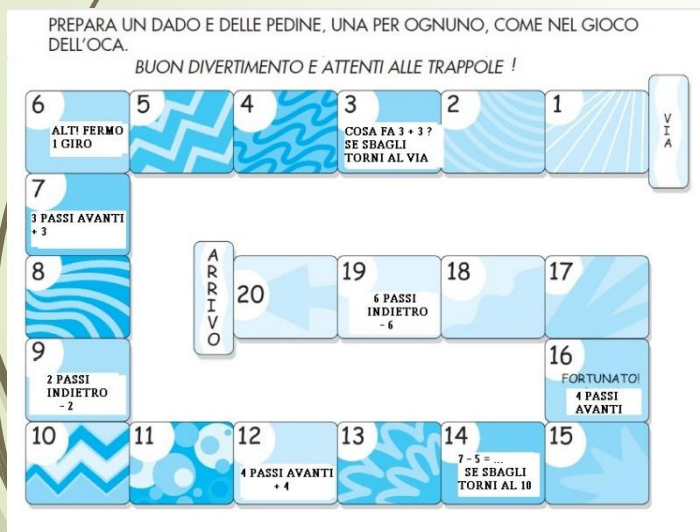 PREPARA UN DADO E DELLE PEDINE, UNA PER OGNUNO, COME NEL GIOCO
DELL'OCA.
BUON DIVERTIMENTO E ATTENTI ALLE TRAPPOLE !
VIA
1
2
3
COSA FA 3 + 3 ?
SE SBAGLI
TORNI AL VIA
4
5
6
ALT! FERMO
1 GIRO
7
3 PASSI AVANTI
+ 3
8
9
2 PASSI
INDIETRO
- 2
10
11
12
4 PASSI AVANTI
+ 4
13
14
7 - 5 = ...
SE SBAGLI
TORNI AL 10
15
16
FORTUNATO!
4 PASSI
AVANTI
17
18
19
6 PASSI
INDIETRO
- 6
20
ARRIVO